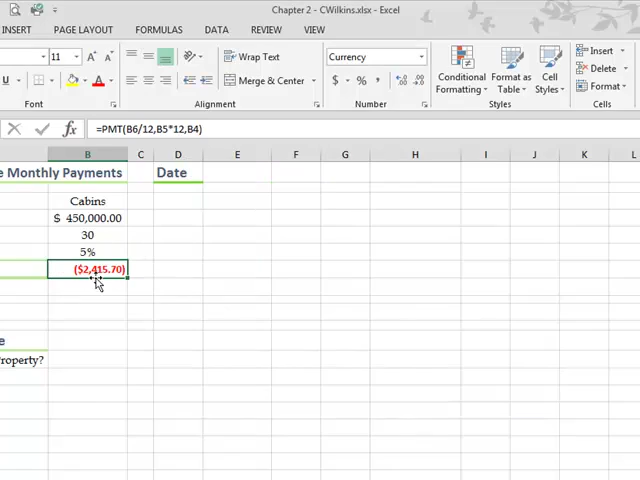 Chapter 2 - CWilkins.xlsx - Excel
INSERT PAGE LAYOUT FORMULAS DATA REVIEW VIEW
11 A A Wrap Text Currency Insert
U A Merge & Center $ % Conditional Formatting Format as Table Cell Styles Delete
Format
Font Alignment Number Styles
fx =PMT(B6/12,B5*12,B4)
B C D E F G H I J K L
e Monthly Payments Date
Cabins
$ 450,000.00
30
5%
($2,415.70)
e
Property?